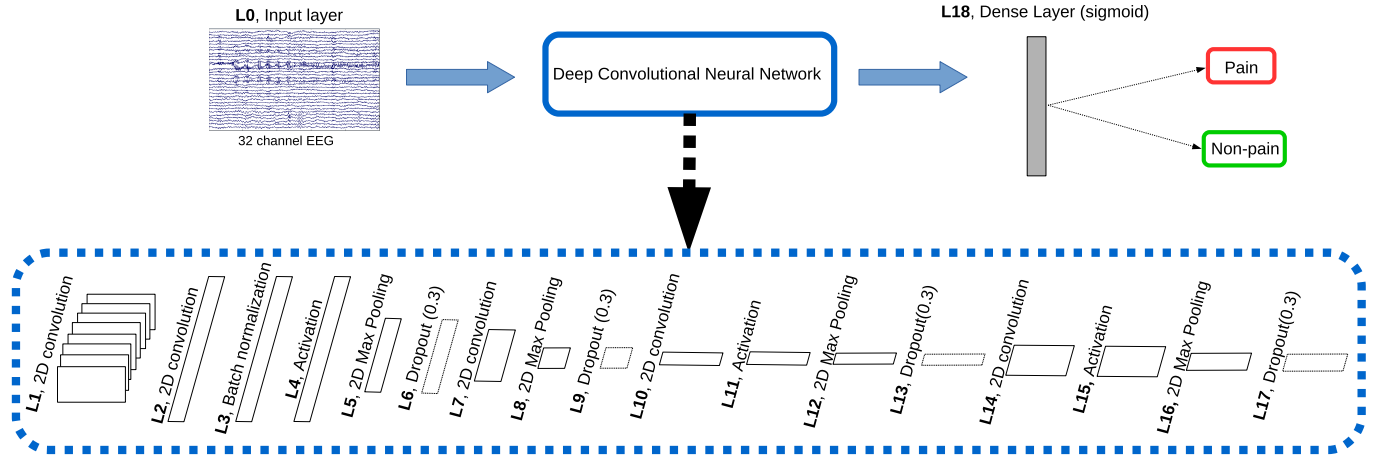 L0, Input layer
32 channel EEG
Deep Convolutional Neural Network
L18, Dense Layer (sigmoid)
Pain
Non-pain
L1, 2D convolution
L2, 2D convolution
L3, Batch normalization
L4, Activation
L5, 2D Max Pooling
L6, Dropout (0.3)
L7, 2D convolution
L8, 2D Max Pooling
L9, Dropout (0.3)
L10, 2D convolution
L11, Activation
L12, 2D Max Pooling
L13, Dropout(0.3)
L14, 2D convolution
L15, Activation
L16, 2D Max Pooling
L17, Dropout(0.3)